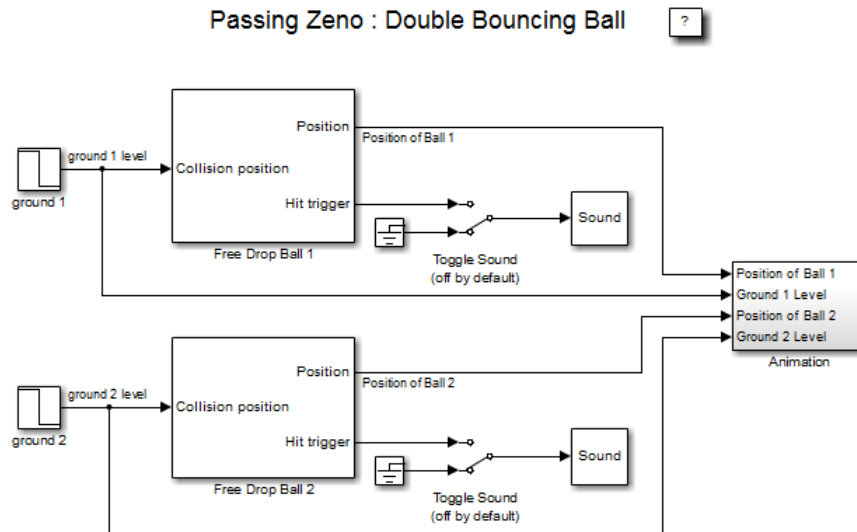 Passing Zeno : Double Bouncing Ball
?
Position
Position of Ball 1
ground 1 level
Collision position
ground 1
Hit trigger
Sound
Free Drop Ball 1
Toggle Sound
(off by default)
Position of Ball 1
Ground 1 Level
Position of Ball 2
Ground 2 Level
Animation
Position
Position of Ball 2
ground 2 level
Collision position
ground 2
Hit trigger
Sound
Free Drop Ball 2
Toggle Sound
(off by default)